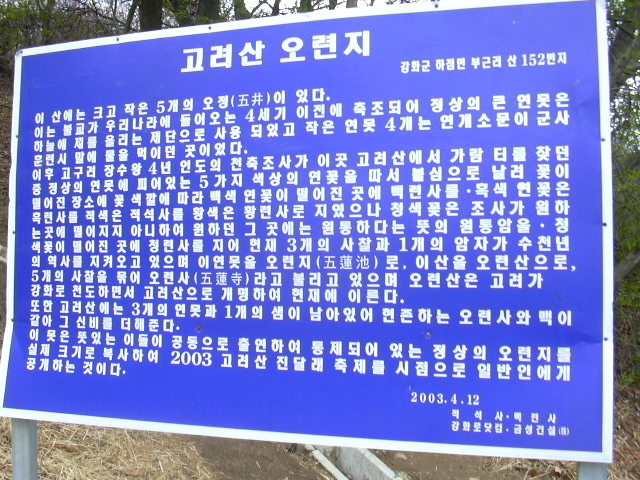 고려산 오련지
강화군 하점면 부근리 산 152번지
이 산에는 크고 작은 5개의 오정(五井)이 있다.
이는 불교가 우리나라에 들어오는 4세기 이전에 축조되어 정상의 큰 연못은
하늘에 제를 올리는 제단으로 사용 되었고 작은 연못 4개는 연개소문이 군사
훈련시 말에 물을 먹이던 곳이었다.
이후 고구려 장수왕 4년 인도의 천축조사가 이곳 고려산에서 가람 터를 찾던
중 정상의 연못에 피어있는 5가지 색상의 연꽃을 따서 불심으로 날려 꽃이
떨어진 장소에 꽃 색깔에 따라 백색 연꽃이 떨어진 곳에 백련사를·흑색 연꽃은
흑련사를 적색은 적석사를 황색은 황련사로 지었으나 청색꽃은 조사가 원하
는곳에 떨어지지 아니하여 원하던 그 곳에는 원통하다는 뜻의 원통암을·청
색꽃이 떨어진 곳에 청련사를 지어 현재 3개의 사찰과 1개의 암자가 수천년
의 역사를 지켜오고 있으며 이연못을 오련지(五蓮池)로, 이산을 오련산으로,
5개의 사찰을 묶어 오련사(五蓮寺)라고 불리고 있으며 오련산은 고려가
강화로 천도하면서 고려산으로 개명하여 현재에 이른다.
또한 고려산에는 3개의 연못과 1개의 샘이 남아있어 현존하는 오련사와 맥이
같아 그 신비를 더해준다.
이 못은 뜻있는 이들이 공동으로 출연하여 통제되어 있는 정상의 오련지를
실제 크기로 복사하여 2003 고려산 진달래 축제를 시점으로 일반인에게
공개하는 것이다.
2003.4.12
적석사·백련사
강화로닷컴·금성건설(株)